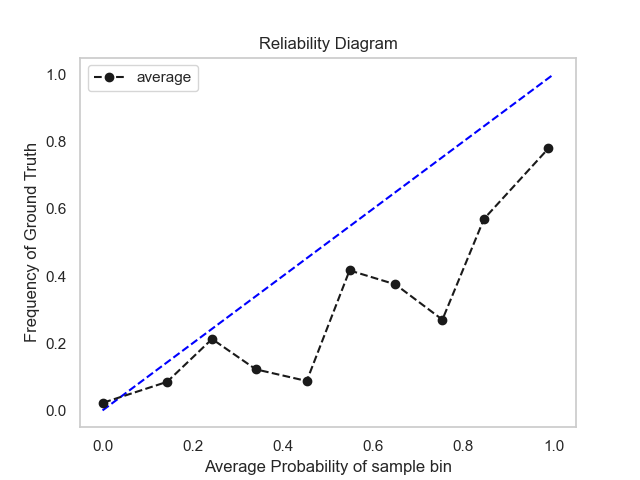 Reliability Diagram
average
Frequency of Ground Truth
1.0
0.8
0.6
0.4
0.2
0.0
0.0 0.2 0.4 0.6 0.8 1.0
Average Probability of sample bin